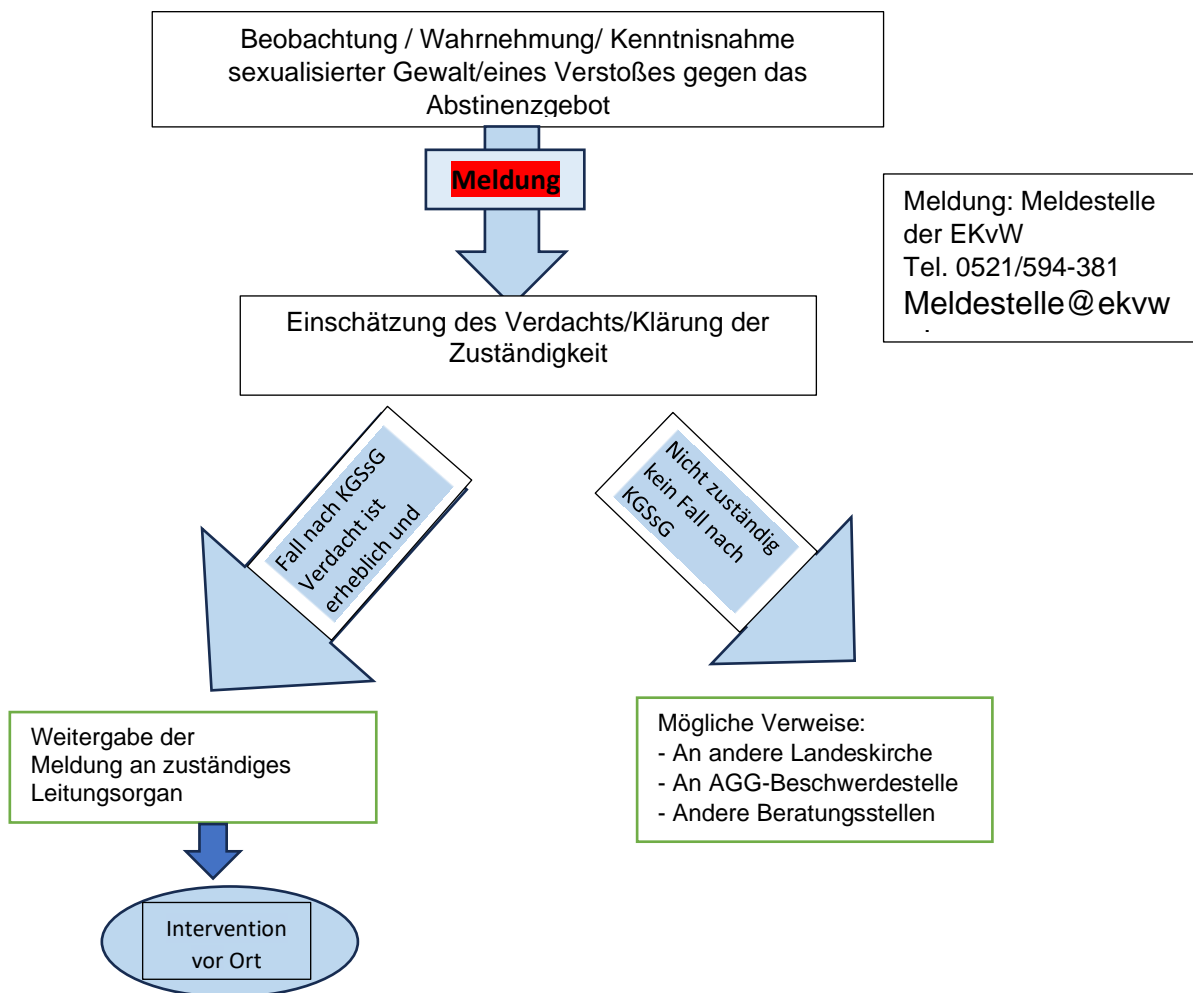 Beobachtung / Wahrnehmung/ Kenntnisnahme
sexualisierter Gewalt/eines Verstoßes gegen das
Abstinenzgebot
Meldung
Meldung: Meldestelle
der EKvW
Tel. 0521/594-381
Meldestelle@ekvw
Einschätzung des Verdachts/Klärung der
Zuständigkeit
Fall nach KGSsG
Verdacht ist
erheblich und
Nicht zuständig
kein Fall nach
KGSsG
Weitergabe der
Meldung an zuständiges
Leitungsorgan
Mögliche Verweise:
- An andere Landeskirche
- An AGG-Beschwerdestelle
- Andere Beratungsstellen
Intervention
vor Ort